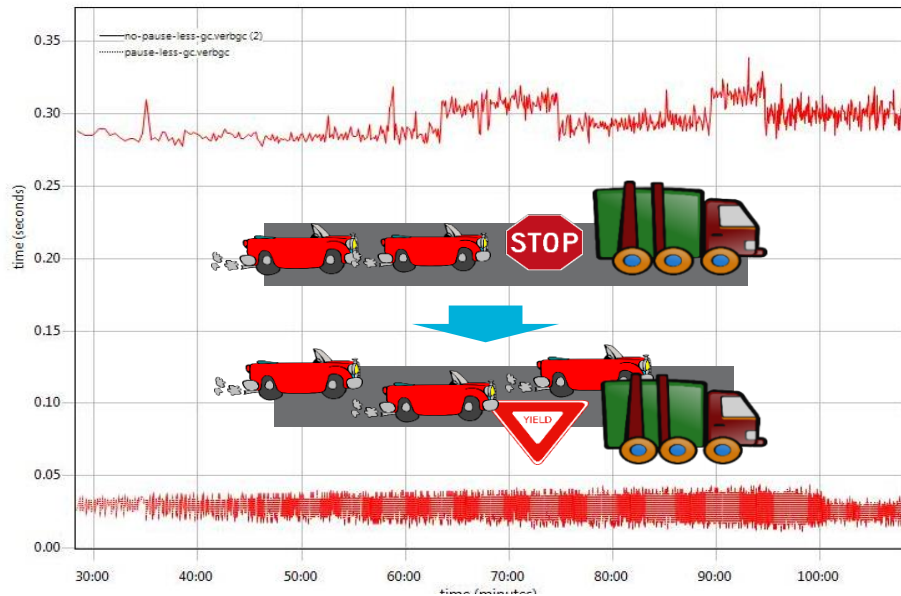 0.35
no-pause-less-gc.verbgc (2)
pause-less-gc.verbgc
0.30
0.25
time (seconds)
STOP
0.20
0.15
0.10
YIELD
0.05
0.00
30:00 40:00 50:00 60:00 70:00 80:00 90:00 100:00
time (minutes)